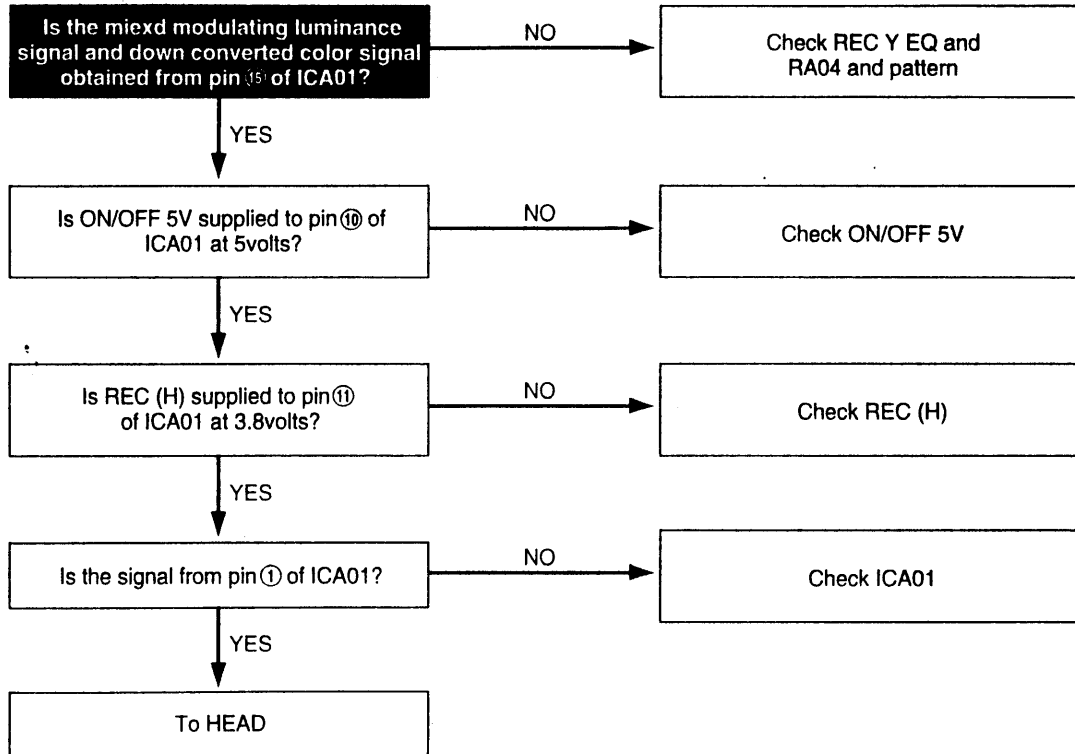 Is the miexd modulating luminance
signal and down converted color signal
obtained from pin ⑮ of ICA01?
NO
Check REC Y EQ and
RA04 and pattern
YES
Is ON/OFF 5V supplied to pin ⑩ of
ICA01 at 5volts?
NO
Check ON/OFF 5V
YES
Is REC (H) supplied to pin ⑪
of ICA01 at 3.8volts?
NO
Check REC (H)
YES
Is the signal from pin ① of ICA01?
NO
Check ICA01
YES
To HEAD